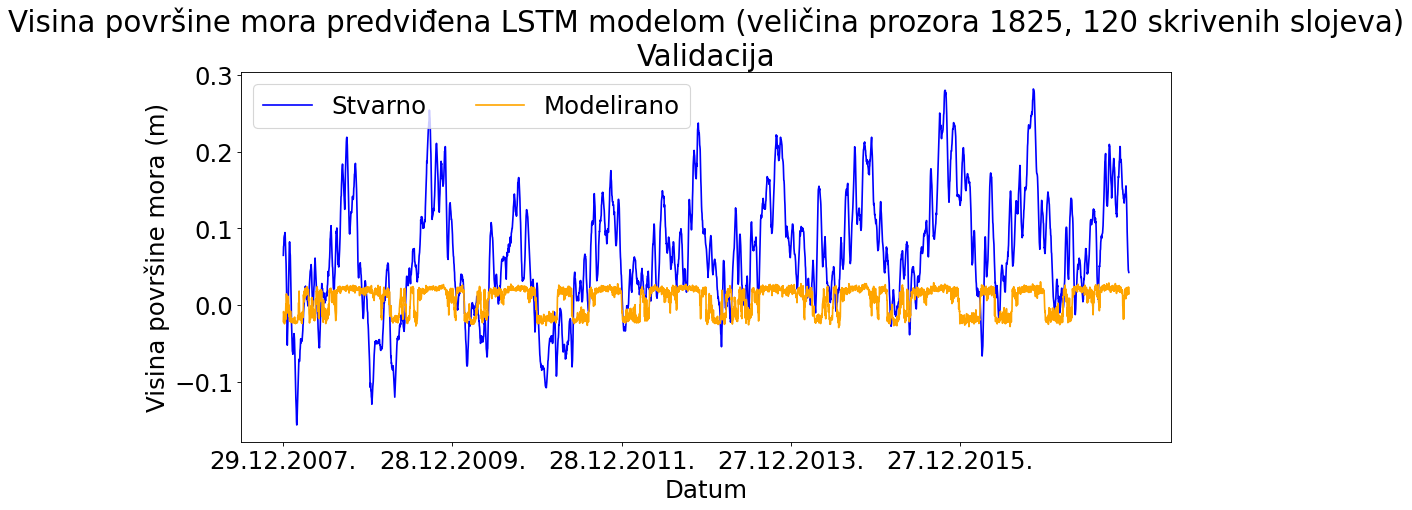 Visina površine mora predviđena LSTM modelom (veličina prozora 1825, 120 skrivenih slojeva)
Validacija
Stvarno
Modelirano
Visina površine mora (m)
0.3
0.2
0.1
0.0
−0.1
29.12.2007.
28.12.2009.
28.12.2011.
27.12.2013.
27.12.2015.
Datum